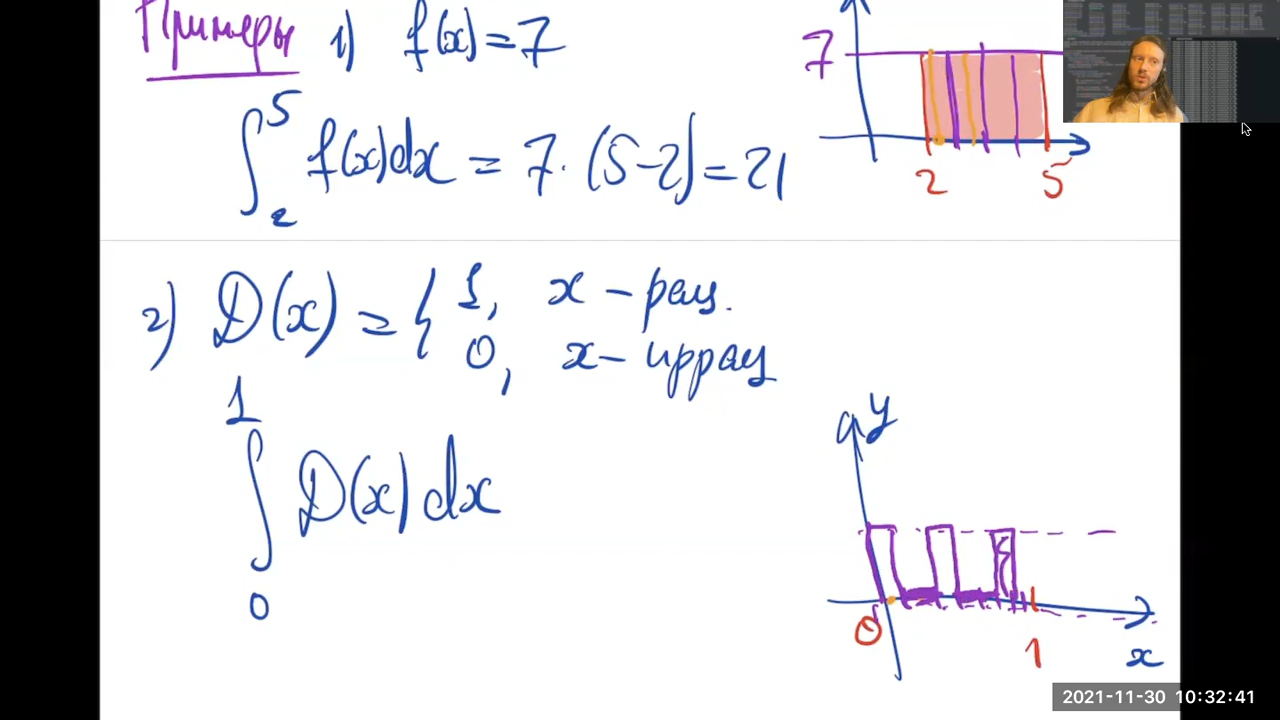 Примеры 1) f(x)=7
∫₂⁵ f(x)dx = 7·(5-2)=21
7
2 5
2) D(x) = { 1, x - рац.
0, x - иррац
∫₀¹ D(x) dx
y
0 1 x
2021-11-30 10:32:41